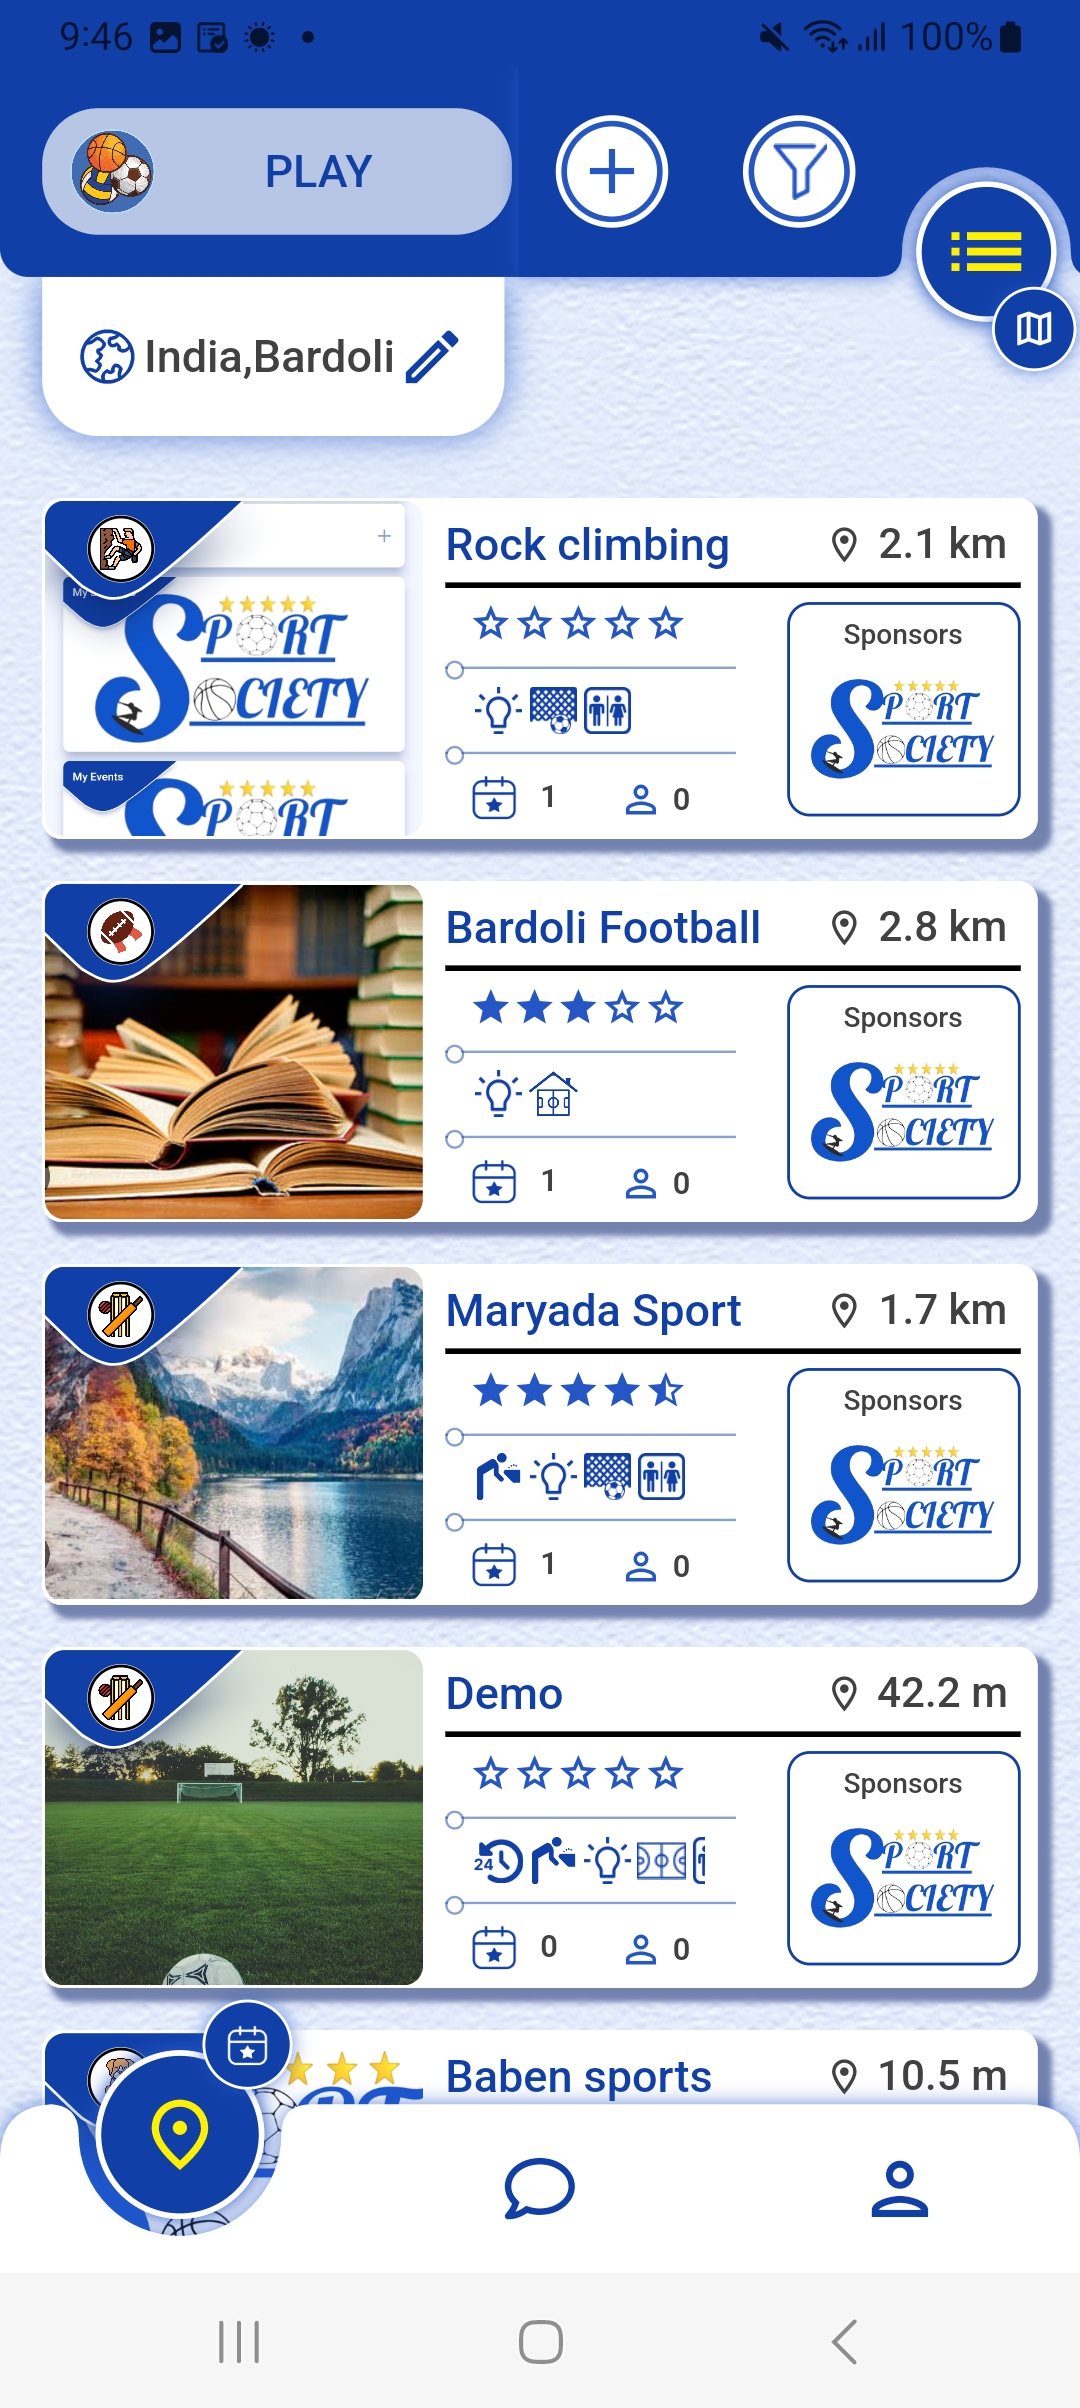 9:46
100%
PLAY
India,Bardoli
Rock climbing
2.1 km
My
SPORT
SOCIETY
My Events
SPORT
Sponsors
SPORT
SOCIETY
1
0
Bardoli Football
2.8 km
Sponsors
SPORT
SOCIETY
1
0
Maryada Sport
1.7 km
Sponsors
SPORT
SOCIETY
1
0
Demo
42.2 m
Sponsors
SPORT
SOCIETY
24
0
0
Baben sports
10.5 m